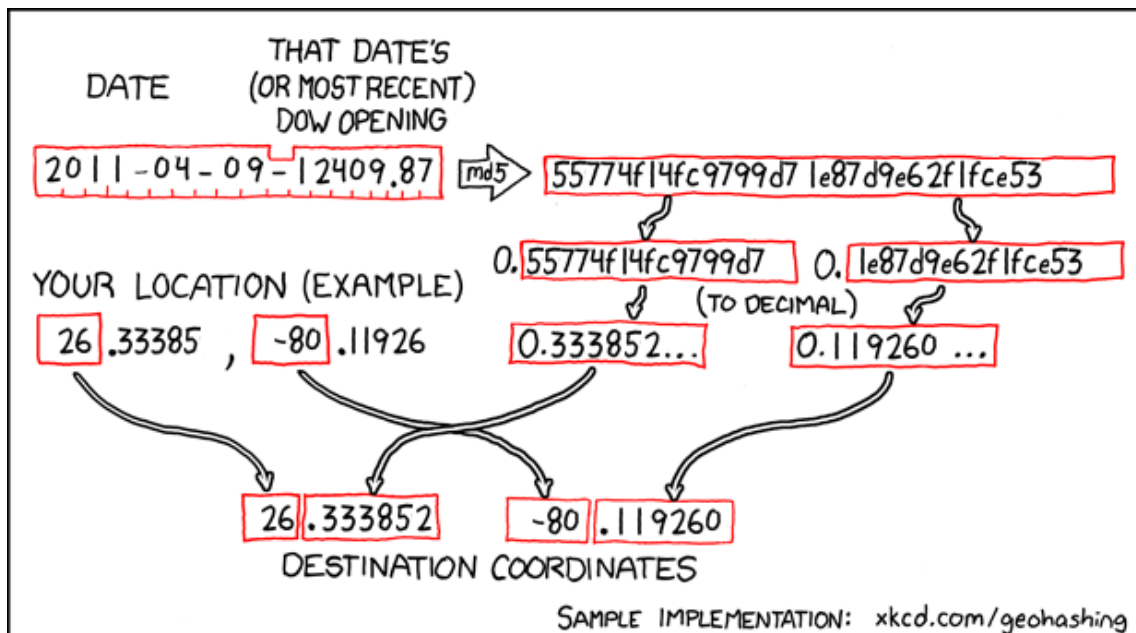 DATE
THAT DATE'S
(OR MOST RECENT)
DOW OPENING
2011-04-09-12409.87
md5
55774f14fc9799d71e87d9e62f1fce53
0.55774f14fc9799d7
0.1e87d9e62f1fce53
YOUR LOCATION (EXAMPLE)
(TO DECIMAL)
26.33385, -80.11926
0.333852...
0.119260...
26.333852
-80.119260
DESTINATION COORDINATES
SAMPLE IMPLEMENTATION: xkcd.com/geohashing